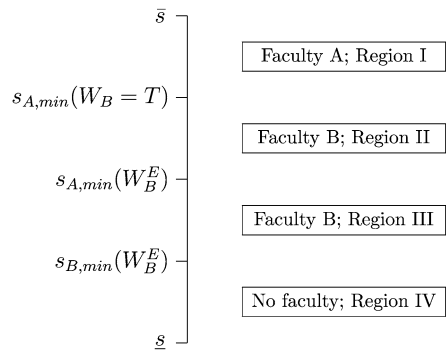 s̄
Faculty A; Region I
s_{A,min}(W_B = T)
Faculty B; Region II
s_{A,min}(W_B^E)
Faculty B; Region III
s_{B,min}(W_B^E)
No faculty; Region IV
s̲